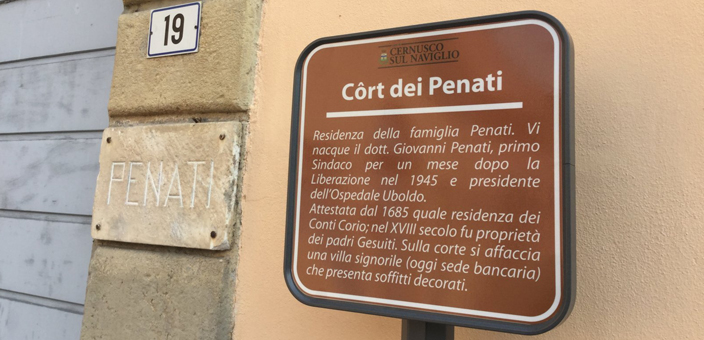 19
PENATI
CERNUSCO
SUL NAVIGLIO
Côrt dei Penati
Residenza della famiglia Penati. Vi
nacque il dott. Giovanni Penati, primo
Sindaco per un mese dopo la
Liberazione nel 1945 e presidente
dell'Ospedale Uboldo.
Attestata dal 1685 quale residenza dei
Conti Corio; nel XVIII secolo fu proprietà
dei padri Gesuiti. Sulla corte si affaccia
una villa signorile (oggi sede bancaria)
che presenta soffitti decorati.